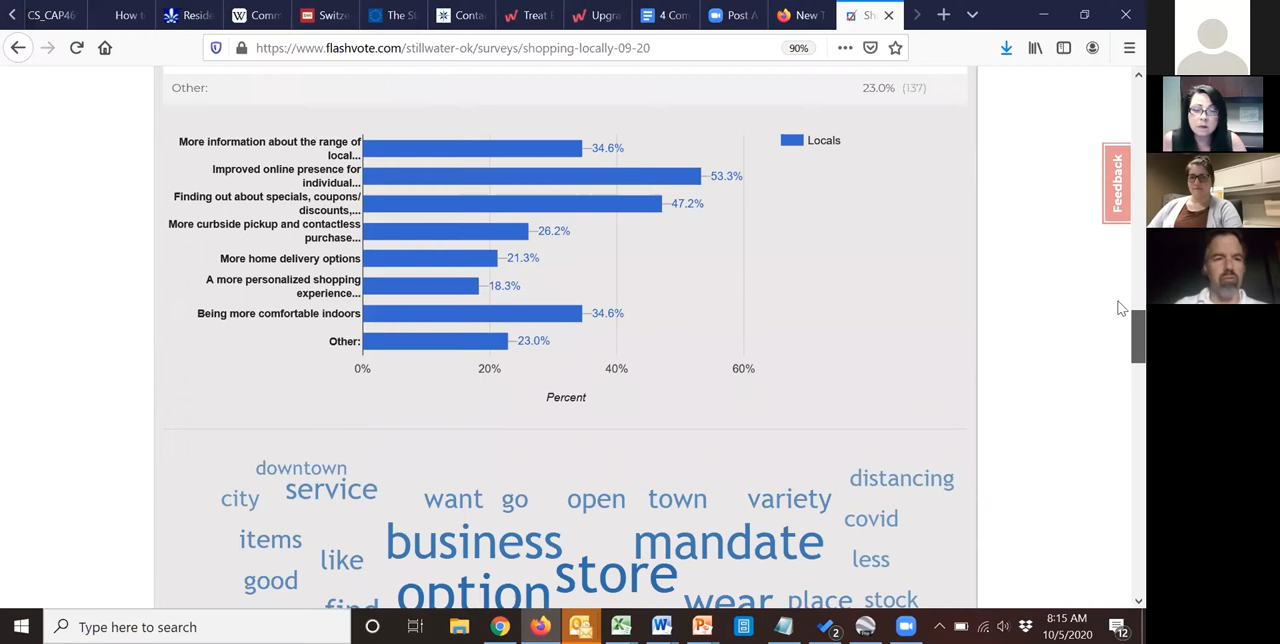 CS_CAP46
How t
Reside
Comm
Switze
The St
Contac
Treat E
Upgra
4 Com
Post A
New T
Sh
https://www.flashvote.com/stillwater-ok/surveys/shopping-locally-09-20
90%
Other:
23.0% (137)
More information about the range of
local...
34.6%
Locals
Improved online presence for
individual...
53.3%
Finding out about specials, coupons/
discounts,...
47.2%
More curbside pickup and contactless
purchase...
26.2%
More home delivery options
21.3%
A more personalized shopping
experience...
18.3%
Being more comfortable indoors
34.6%
Other:
23.0%
0%
20%
40%
60%
Percent
Feedback
downtown
distancing
city
service
want
go
open
town
variety
covid
items
business
mandate
like
less
good
store
option
find
wear
place
stock
Type here to search
2
8:15 AM
10/5/2020
12